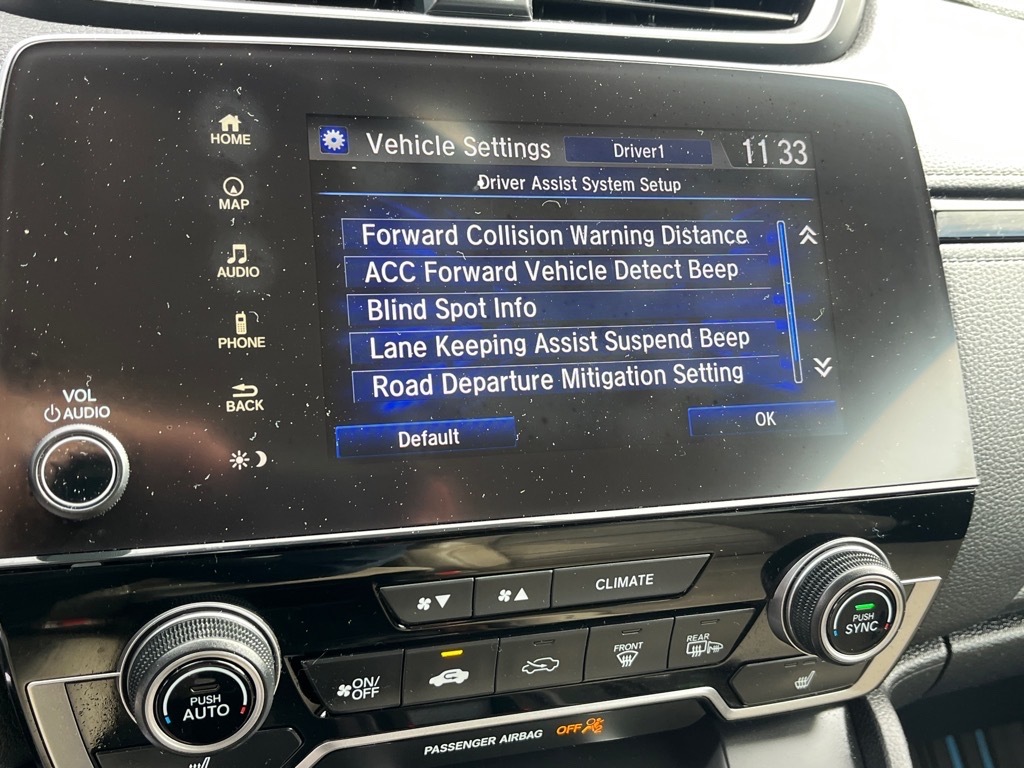 HOME
MAP
AUDIO
PHONE
BACK
VOL
AUDIO
Vehicle Settings
Driver1
11:33
Driver Assist System Setup
Forward Collision Warning Distance
ACC Forward Vehicle Detect Beep
Blind Spot Info
Lane Keeping Assist Suspend Beep
Road Departure Mitigation Setting
Default
OK
CLIMATE
ON/
OFF
FRONT
REAR
PUSH
AUTO
PUSH
SYNC
PASSENGER AIRBAG OFF